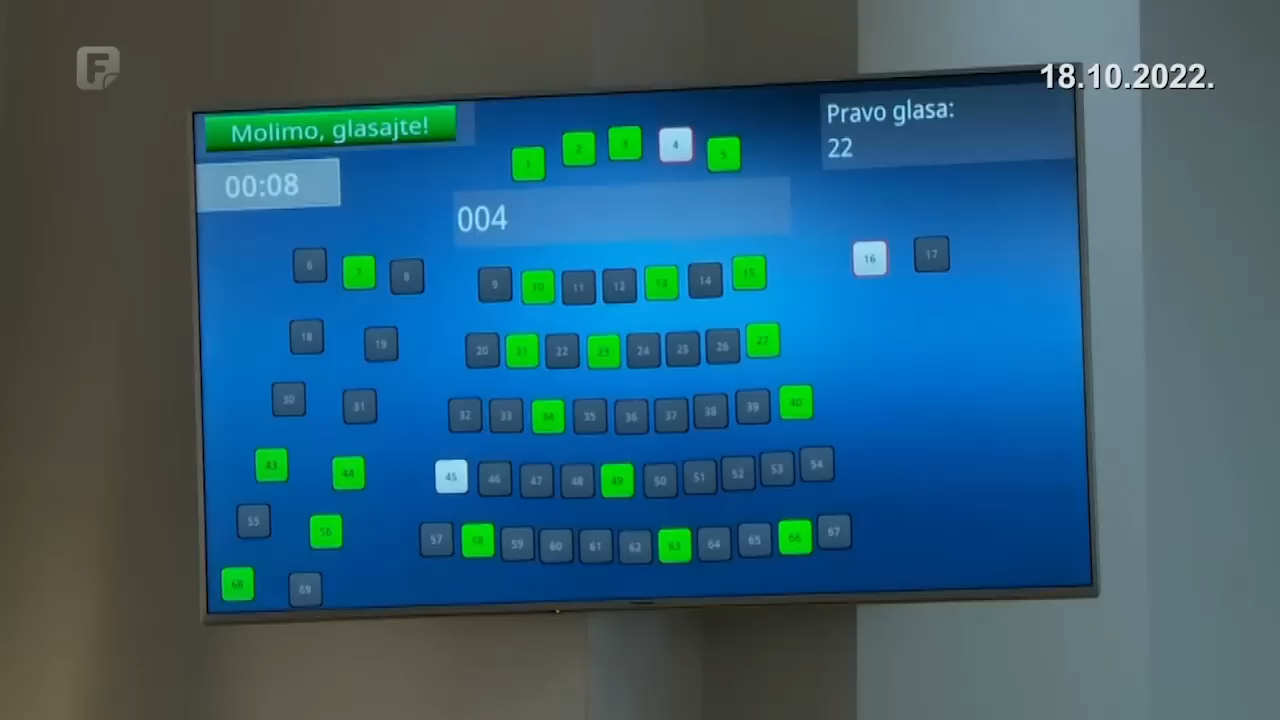 F
18.10.2022.
Molimo, glasajte!
Pravo glasa:
22
00:08
1 2 3 4 5
004
6 7 8 9 10 11 12 13 14 15 16 17
18 19 20 21 22 23 24 25 26 27
30 31 32 33 34 35 36 37 38 39 40
43 44 45 46 47 48 49 50 51 52 53 54
55 56 57 58 59 60 61 62 63 64 65 66 67
68 69